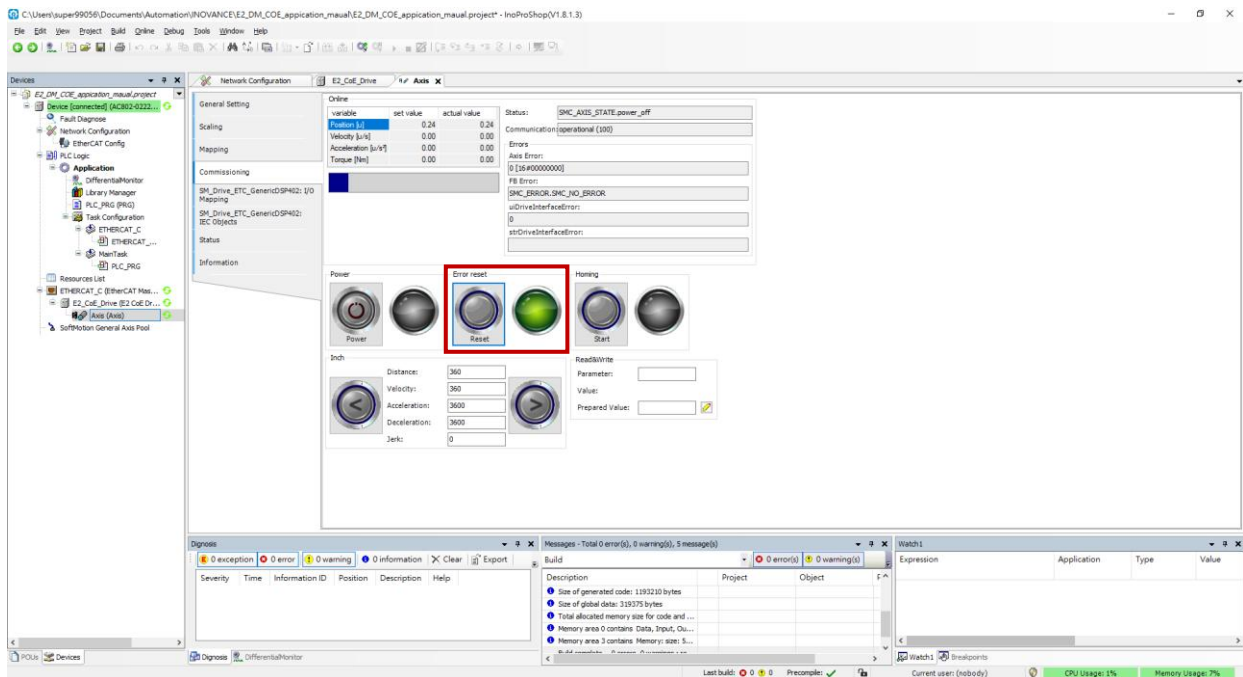 C:\Users\super99056\Documents\Automation\INOVANCE\E2_DM_COE_appication_maual\E2_DM_COE_appication_maual.project* - InoProShop(V1.8.1.3)
File Edit View Project Build Online Debug Tools Window Help
Devices
E2_DM_COE_appication_maual.project
Device [connected] (AC802-0222...
Fault Diagnose
Network Configuration
EtherCAT Config
PLC Logic
Application
DifferentialMonitor
Library Manager
PLC_PRG (PRG)
Task Configuration
ETHERCAT_C
ETHERCAT_...
MainTask
PLC_PRG
Resources List
ETHERCAT_C (EtherCAT Mas...
E2_CoE_Drive (E2 CoE Dr...
Axis (Axis)
SoftMotion General Axis Pool
POUs Devices
Network Configuration E2_CoE_Drive Axis
General Setting
Scaling
Mapping
Commissioning
SM_Drive_ETC_GenericDSP402: I/O
Mapping
SM_Drive_ETC_GenericDSP402:
IEC Objects
Status
Information
Online
variable set value actual value
Position [u] 0.24 0.24
Velocity [u/s] 0.00 0.00
Acceleration [u/s²] 0.00 0.00
Torque [Nm] 0.00 0.00
Status: SMC_AXIS_STATE.power_off
Communication: operational (100)
Errors
Axis Error:
0 [16#00000000]
FB Error:
SMC_ERROR.SMC_NO_ERROR
uiDriveInterfaceError:
0
strDriveInterfaceError:
Power
Power
Error reset
Reset
Homing
Start
Inch
Distance: 360
Velocity: 360
Acceleration: 3600
Deceleration: 3600
Jerk: 0
Read&Write
Parameter:
Value:
Prepared Value:
Dignosis
0 exception 0 error 0 warning 0 information Clear Export
Severity Time Information ID Position Description Help
Dignosis DifferentialMonitor
Messages - Total 0 error(s), 0 warning(s), 5 message(s)
Build 0 error(s) 0 warning(s)
Description Project Object
Size of generated code: 1193210 bytes
Size of global data: 319375 bytes
Total allocated memory size for code and ...
Memory area 0 contains Data, Input, Ou...
Memory area 3 contains Memory: size: 5...
Watch1
Expression Application Type Value
Watch1 Breakpoints
Last build: 0 0 Precompile: Current user: (nobody) CPU Usage: 1% Memory Usage: 7%